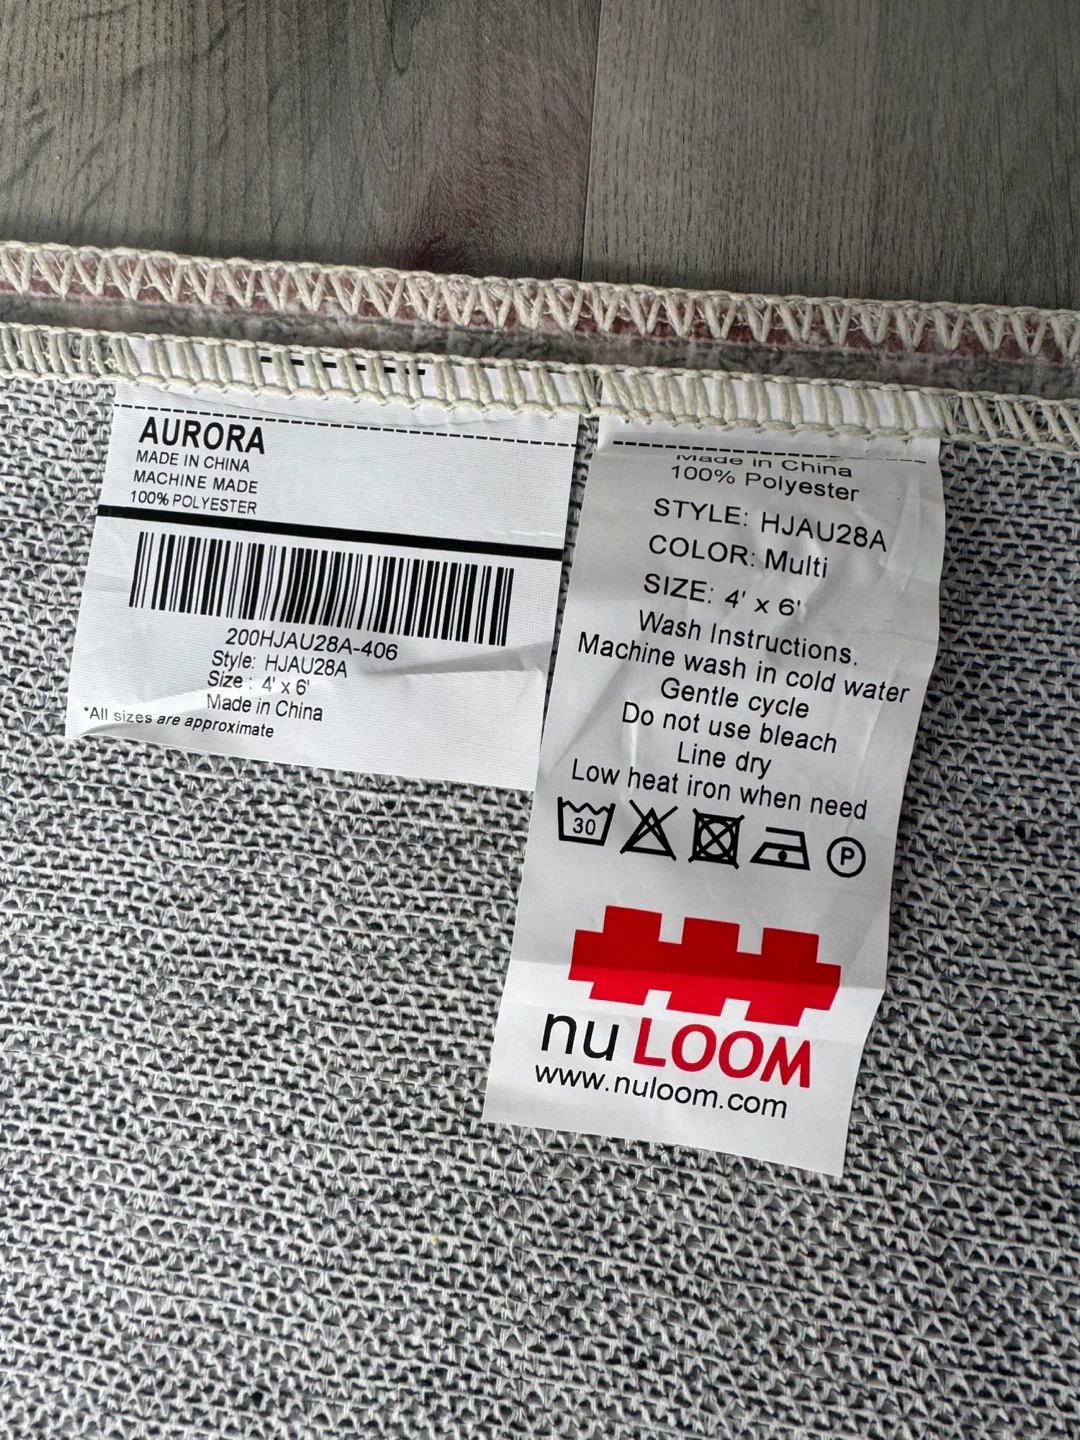 AURORA
MADE IN CHINA
MACHINE MADE
100% POLYESTER
200HJAU28A-406
Style: HJAU28A
Size : 4' x 6'
Made in China
*All sizes are approximate
Made in China
100% Polyester
STYLE: HJAU28A
COLOR: Multi
SIZE: 4' x 6'
Wash Instructions.
Machine wash in cold water
Gentle cycle
Do not use bleach
Line dry
Low heat iron when need
30
P
nu LOOM
www.nuloom.com